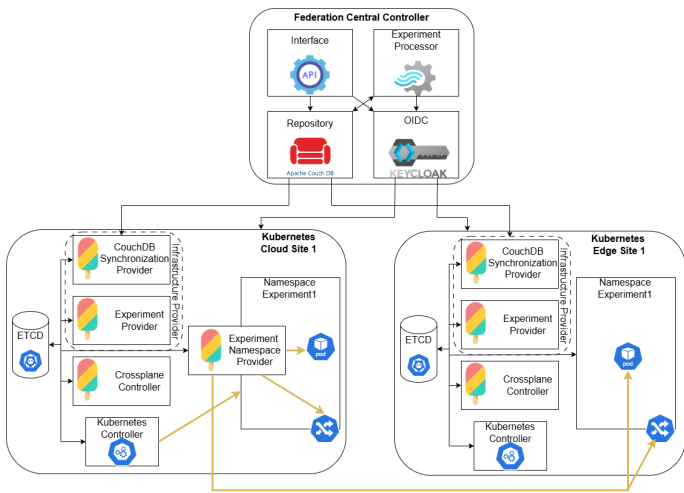 Federation Central Controller
Interface
API
Experiment
Processor
Repository
Apache Couch DB
OIDC
KEYCLOAK
Kubernetes
Cloud Site 1
CouchDB
Synchronization
Provider
Infrastructure Provider
Experiment
Provider
ETCD
Crossplane
Controller
Kubernetes
Controller
Experiment
Namespace
Provider
Namespace
Experiment1
pod
Kubernetes
Edge Site 1
CouchDB
Synchronization
Provider
Infrastructure Provider
Experiment
Provider
ETCD
Crossplane
Controller
Kubernetes
Controller
Namespace
Experiment1
pod